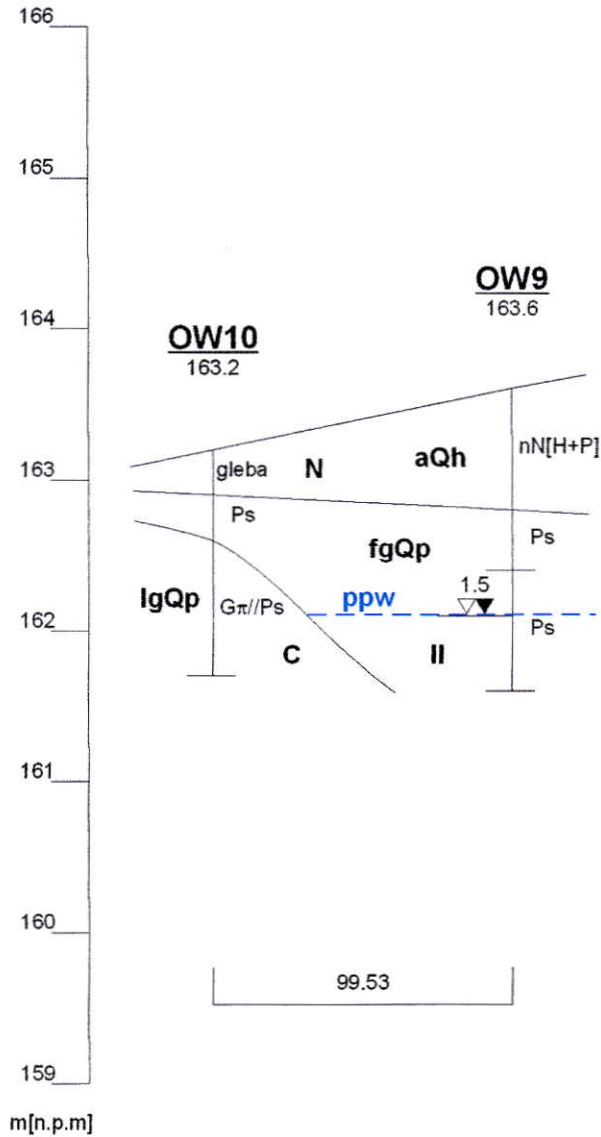 166
165
164
163
162
161
160
159
m[n.p.m]
OW10
163.2
OW9
163.6
gleba
N
aQh
nN[H+P]
Ps
fgQp
Ps
lgQp
Gπ//Ps
ppw
1.5
Ps
C
II
99.53